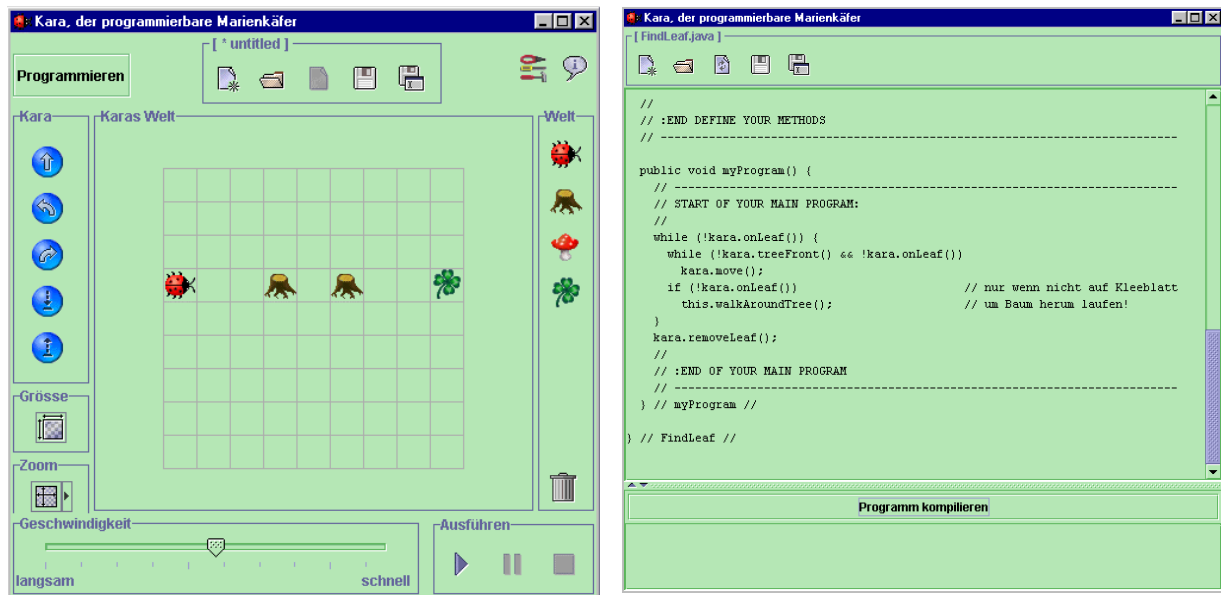 Kara, der programmierbare Marienkäfer
[ * untitled ]
Programmieren
Kara
Karas Welt
Welt
Grösse
Zoom
Geschwindigkeit
langsam
schnell
Ausführen
Kara, der programmierbare Marienkäfer
[ FindLeaf.java ]
//
// :END DEFINE YOUR METHODS
// --------------------------------------------------------------------------
public void myProgram() {
// ------------------------------------------------------------------------
// START OF YOUR MAIN PROGRAM:
//
while (!kara.onLeaf()) {
while (!kara.treeFront() && !kara.onLeaf())
kara.move();
if (!kara.onLeaf()) // nur wenn nicht auf Kleeblatt
this.walkAroundTree(); // um Baum herum laufen!
}
kara.removeLeaf();
//
// :END OF YOUR MAIN PROGRAM
// ------------------------------------------------------------------------
} // myProgram //
} // FindLeaf //
Programm kompilieren